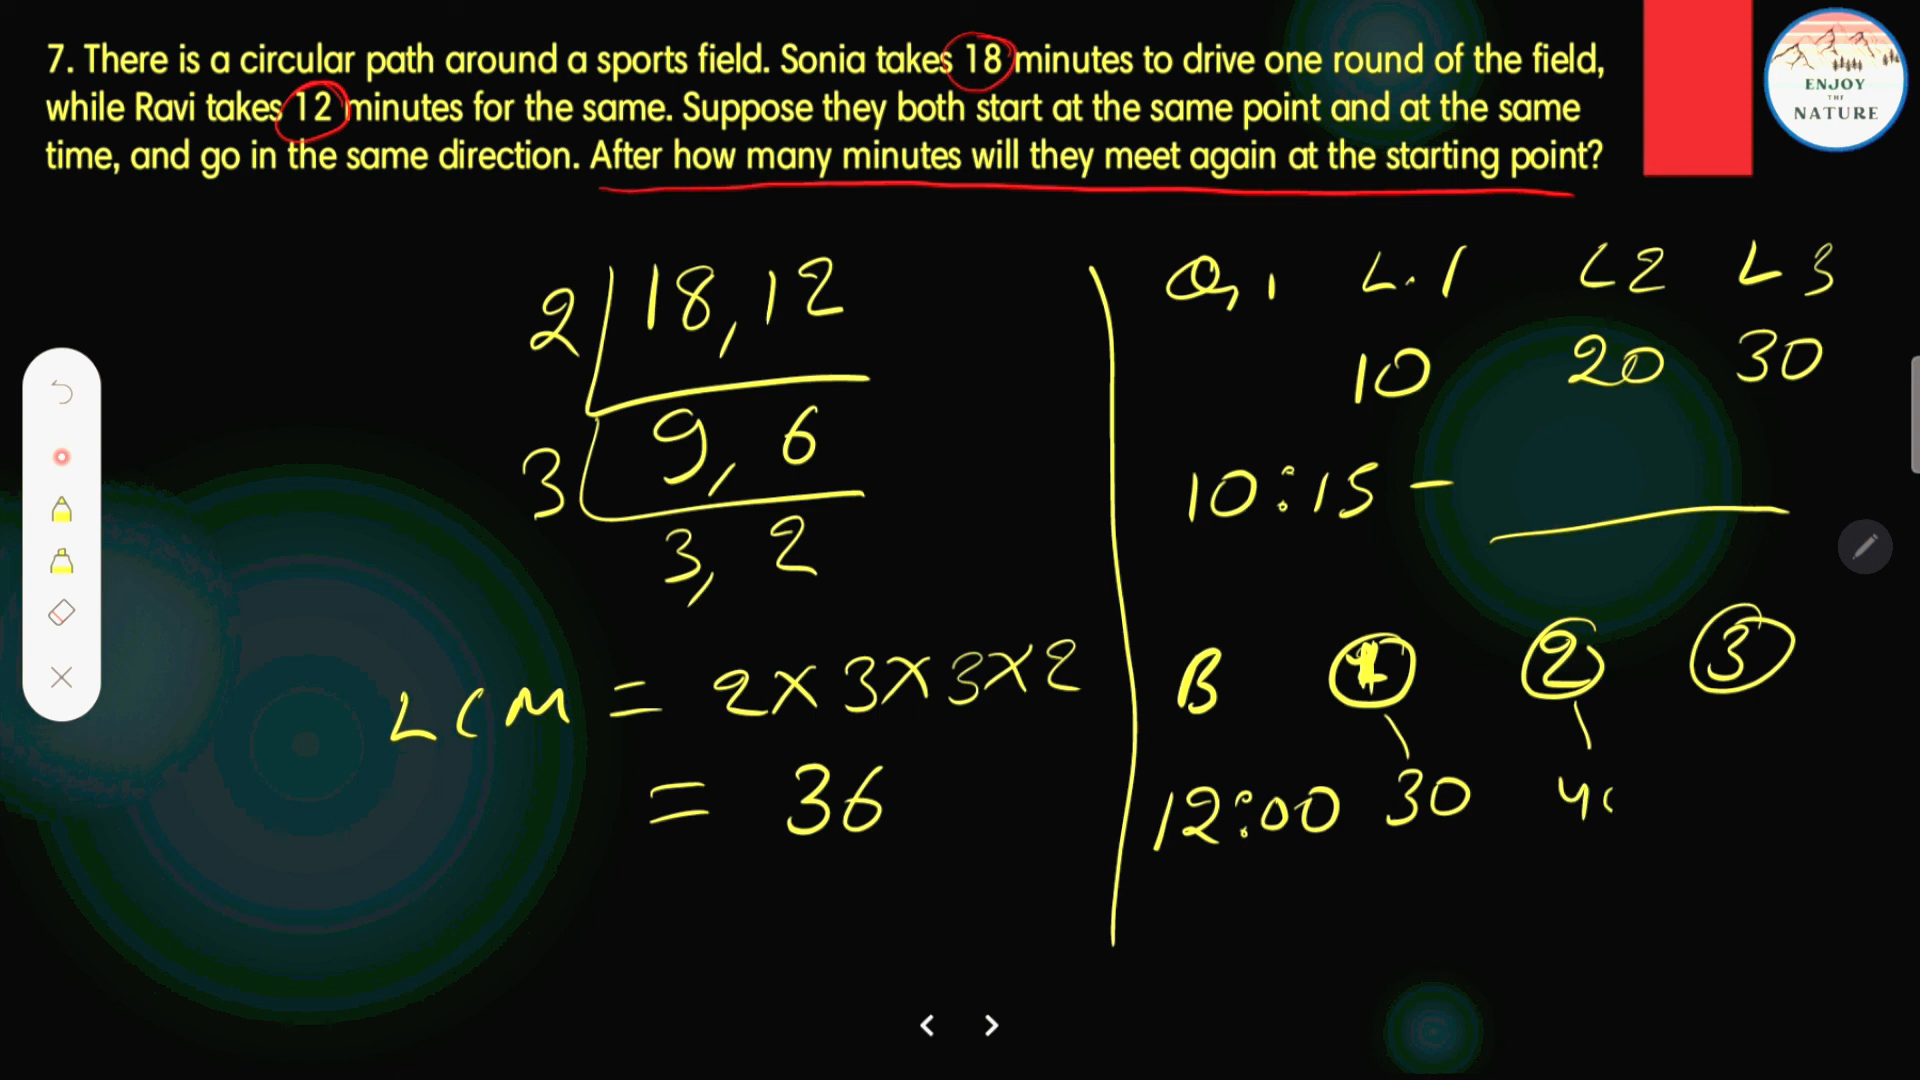 7. There is a circular path around a sports field. Sonia takes 18 minutes to drive one round of the field,
while Ravi takes 12 minutes for the same. Suppose they both start at the same point and at the same
time, and go in the same direction. After how many minutes will they meet again at the starting point?
ENJOY
THE
NATURE
2 18, 12
3 9, 6
3, 2
LCM = 2 × 3 × 3 × 2
= 36
Q,1 L.1 L2 L3
10 20 30
10:15 –
B 1 2 3
12:00 30